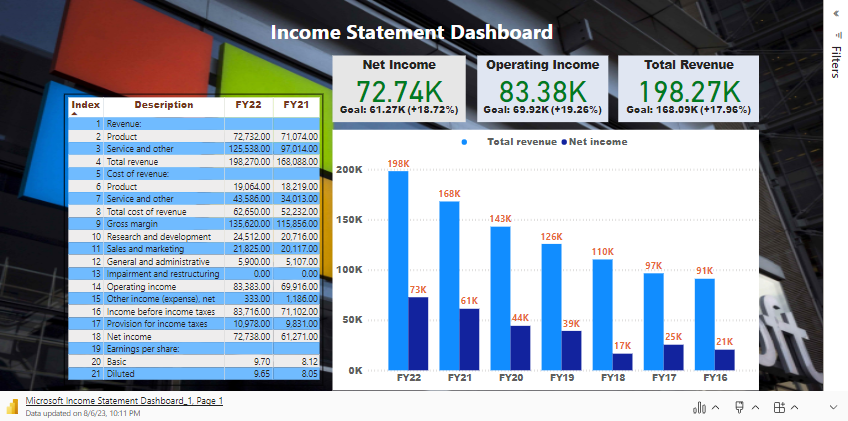 Income Statement Dashboard
Filters
Net Income
72.74K
Goal: 61.27K (+18.72%)
Operating Income
83.38K
Goal: 69.92K (+19.26%)
Total Revenue
198.27K
Goal: 168.09K (+17.96%)
Index Description FY22 FY21
1 Revenue:
2 Product 72,732.00 71,074.00
3 Service and other 125,538.00 97,014.00
4 Total revenue 198,270.00 168,088.00
5 Cost of revenue:
6 Product 19,064.00 18,219.00
7 Service and other 43,586.00 34,013.00
8 Total cost of revenue 62,650.00 52,232.00
9 Gross margin 135,620.00 115,856.00
10 Research and development 24,512.00 20,716.00
11 Sales and marketing 21,825.00 20,117.00
12 General and administrative 5,900.00 5,107.00
13 Impairment and restructuring 0.00 0.00
14 Operating income 83,383.00 69,916.00
15 Other income (expense), net 333.00 1,186.00
16 Income before income taxes 83,716.00 71,102.00
17 Provision for income taxes 10,978.00 9,831.00
18 Net income 72,738.00 61,271.00
19 Earnings per share:
20 Basic 9.70 8.12
21 Diluted 9.65 8.05
Total revenue Net income
200K
150K
100K
50K
0K
198K
168K
143K
126K
110K
97K
91K
73K
61K
44K
39K
17K
25K
21K
FY22 FY21 FY20 FY19 FY18 FY17 FY16
Microsoft Income Statement Dashboard_1, Page 1
Data updated on 8/6/23, 10:11 PM